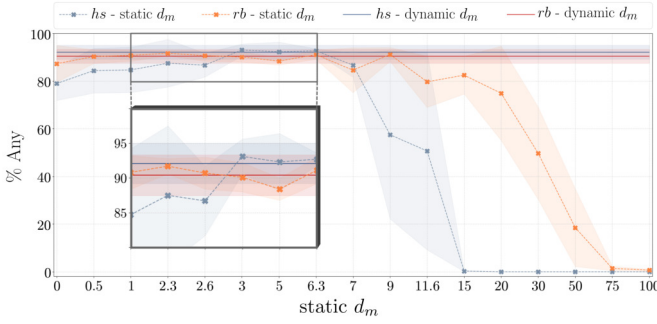 hs - static d_m rb - static d_m hs - dynamic d_m rb - dynamic d_m
100
80
60
40
20
0
% Any
95
90
85
0 0.5 1 2.3 2.6 3 5 6.3 7 9 11.6 15 20 30 50 75 100
static d_m